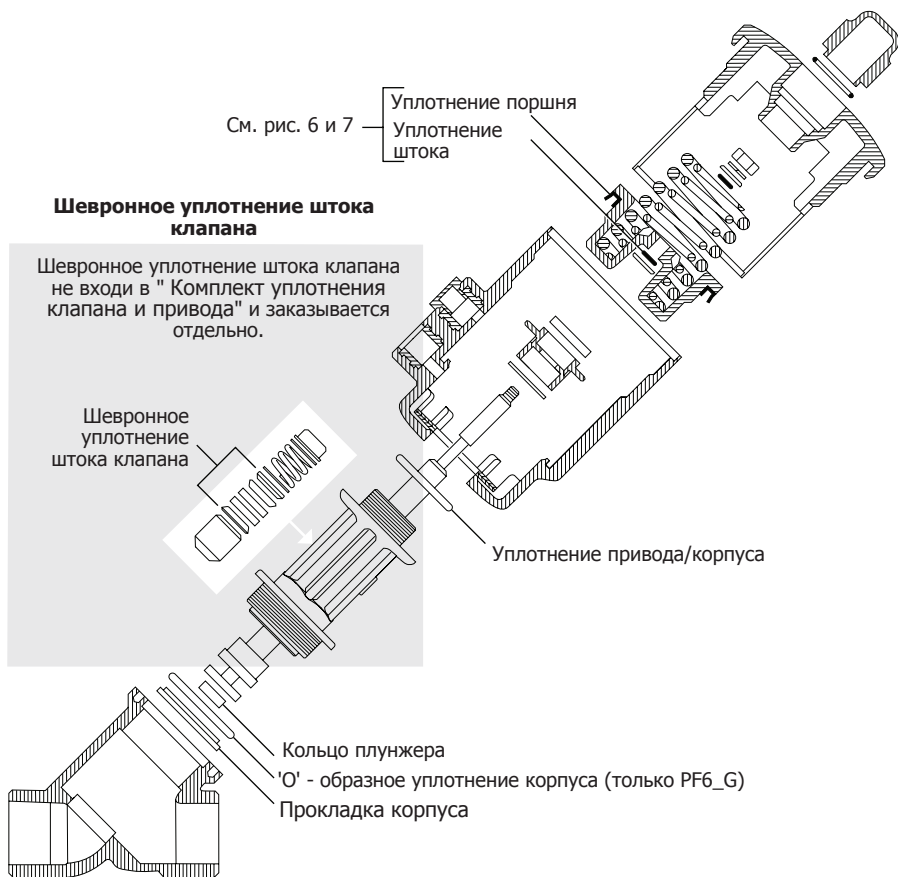 См. рис. 6 и 7
Уплотнение поршня
Уплотнение
штока
Шевронное уплотнение штока
клапана
Шевронное уплотнение штока клапана
не входи в " Комплект уплотнения
клапана и привода" и заказывается
отдельно.
Шевронное
уплотнение
штока клапана
Уплотнение привода/корпуса
Кольцо плунжера
'О' - образное уплотнение корпуса (только PF6_G)
Прокладка корпуса